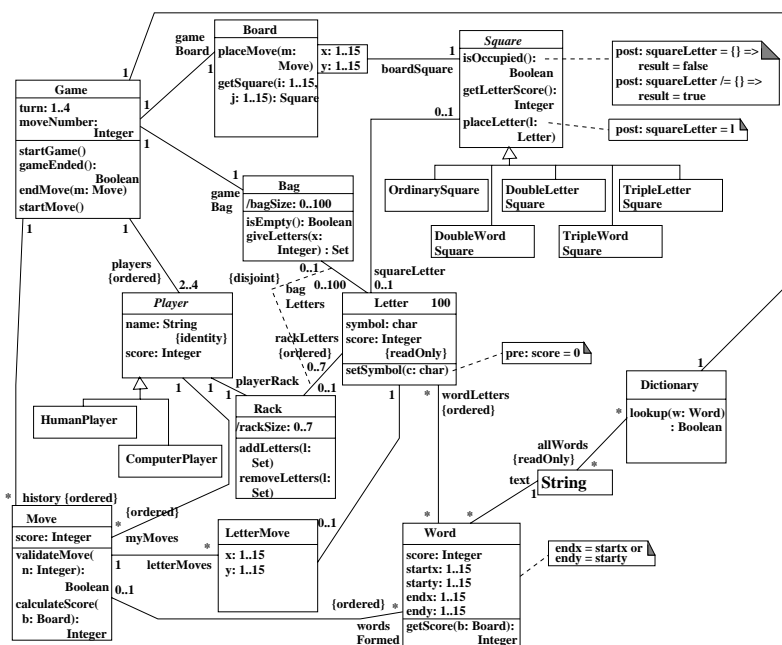 Board
placeMove(m:
Move)
getSquare(i: 1..15,
j: 1..15): Square
game
Board
1
x: 1..15
y: 1..15
1
boardSquare
Square
isOccupied():
Boolean
getLetterScore():
Integer
placeLetter(l:
Letter)
0..1
post: squareLetter = {} =>
result = false
post: squareLetter /= {} =>
result = true
post: squareLetter = l
1
Game
turn: 1..4
moveNumber:
Integer
startGame()
gameEnded():
Boolean
endMove(m: Move)
startMove()
1
1
1
1
1
game
Bag
Bag
/bagSize: 0..100
isEmpty(): Boolean
giveLetters(x:
Integer) : Set
0..1
0..100
{disjoint}
bag
Letters
OrdinarySquare
DoubleLetter
Square
TripleLetter
Square
DoubleWord
Square
TripleWord
Square
players
{ordered}
2..4
Player
name: String
{identity}
score: Integer
1
1
playerRack
squareLetter
0..1
Letter
100
symbol: char
score: Integer
{readOnly}
setSymbol(c: char)
pre: score = 0
rackLetters
{ordered}
0..7
0..1
1
1
*
wordLetters
{ordered}
HumanPlayer
ComputerPlayer
Rack
/rackSize: 0..7
addLetters(l:
Set)
removeLetters(l:
Set)
1
Dictionary
lookup(w: Word)
: Boolean
*
allWords
{readOnly}
*
text
1
String
*
history {ordered}
Move
score: Integer
validateMove(
n: Integer):
Boolean
calculateScore(
b: Board):
Integer
{ordered}
*
myMoves
1
*
letterMoves
0..1
LetterMove
x: 1..15
y: 1..15
0..1
*
*
Word
score: Integer
startx: 1..15
starty: 1..15
endx: 1..15
endy: 1..15
getScore(b: Board):
Integer
endx = startx or
endy = starty
{ordered}
*
words
Formed